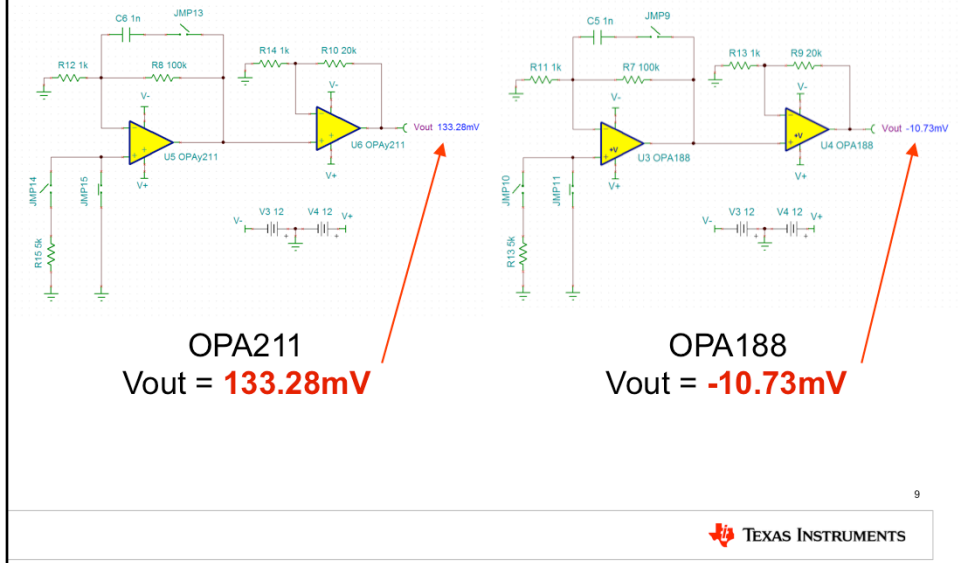 C6 1n
JMP13
R12 1k
R8 100k
R14 1k
R10 20k
V-
V-
Vout 133.28mV
U5 OPAy211
U6 OPAy211
V+
V+
JMP14
JMP15
R15 5k
V-
V3 12
V4 12
V+
C5 1n
JMP9
R11 1k
R7 100k
R13 1k
R9 20k
V-
V-
Vout -10.73mV
+V
+V
U3 OPA188
U4 OPA188
V+
V+
JMP10
JMP11
R13 5k
V-
V3 12
V4 12
V+
OPA211
Vout = 133.28mV
OPA188
Vout = -10.73mV
9
TEXAS INSTRUMENTS